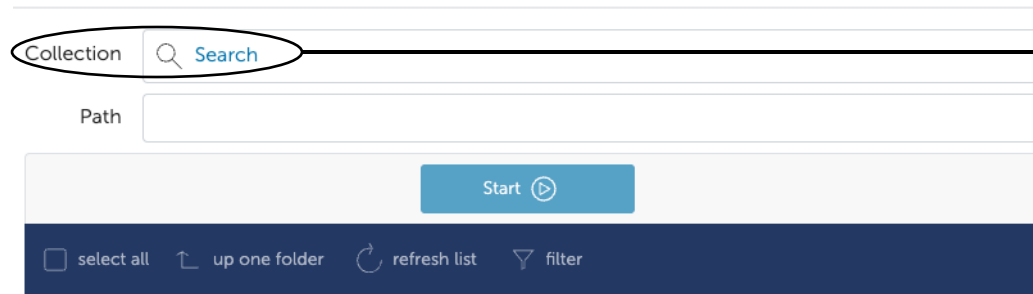 Collection Search
Path
Start
select all up one folder refresh list filter